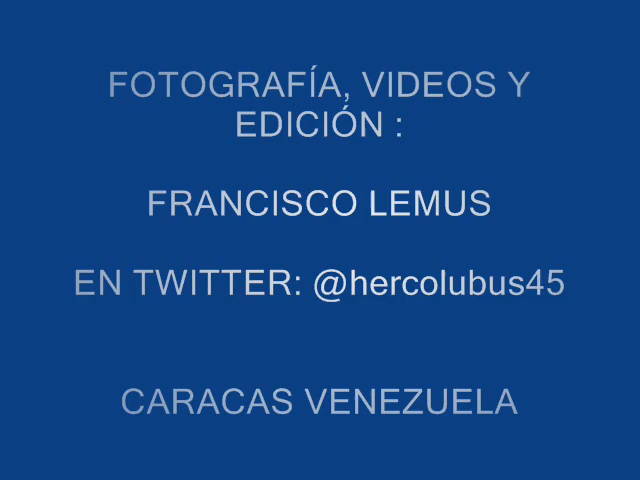 FOTOGRAFÍA, VIDEOS Y
EDICIÓN :
FRANCISCO LEMUS
EN TWITTER: @hercolubus45
CARACAS VENEZUELA